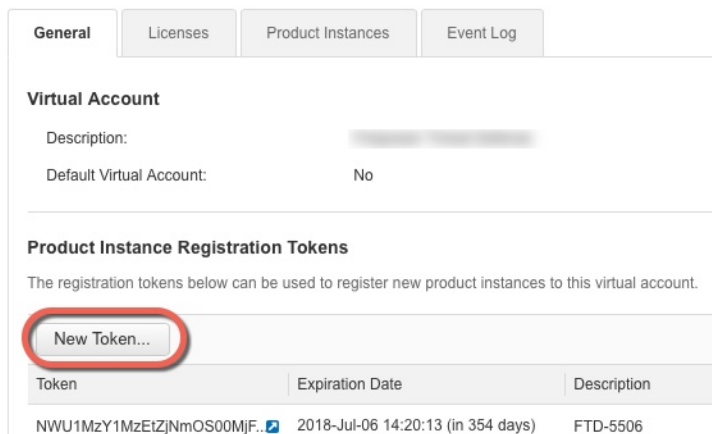 General Licenses Product Instances Event Log
Virtual Account
Description:
Default Virtual Account: No
Product Instance Registration Tokens
The registration tokens below can be used to register new product instances to this virtual account.
New Token...
Token Expiration Date Description
NWU1MzY1MzEtZjNmOS00MjF... 2018-Jul-06 14:20:13 (in 354 days) FTD-5506